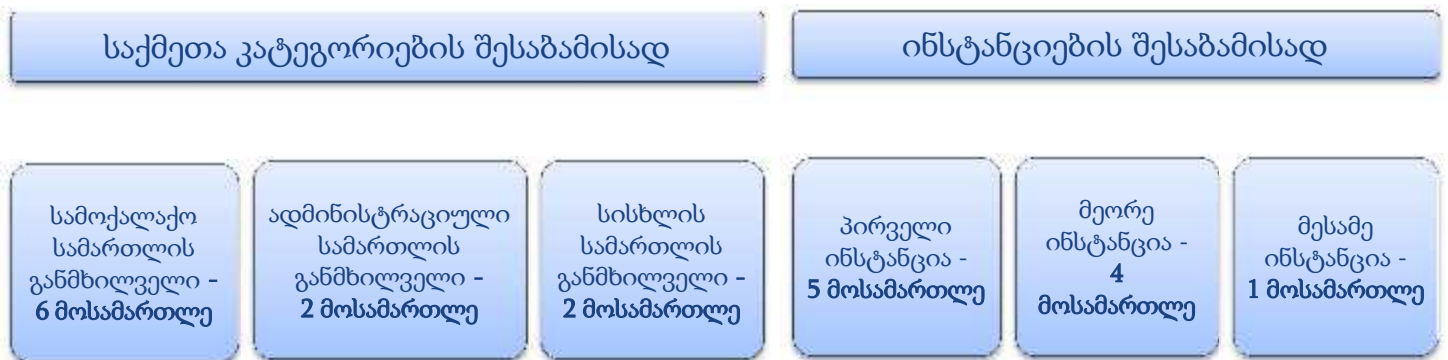 საქმეთა კატეგორიების შესაბამისად
ინსტანციების შესაბამისად
სამოქალაქო
სამართლის
განმხილველი –
6 მოსამართლე
ადმინისტრაციული
სამართლის
განმხილველი –
2 მოსამართლე
სისხლის
სამართლის
განმხილველი –
2 მოსამართლე
პირველი
ინსტანცია -
5 მოსამართლე
მეორე
ინსტანცია -
4
მოსამართლე
მესამე
ინსტანცია -
1 მოსამართლე